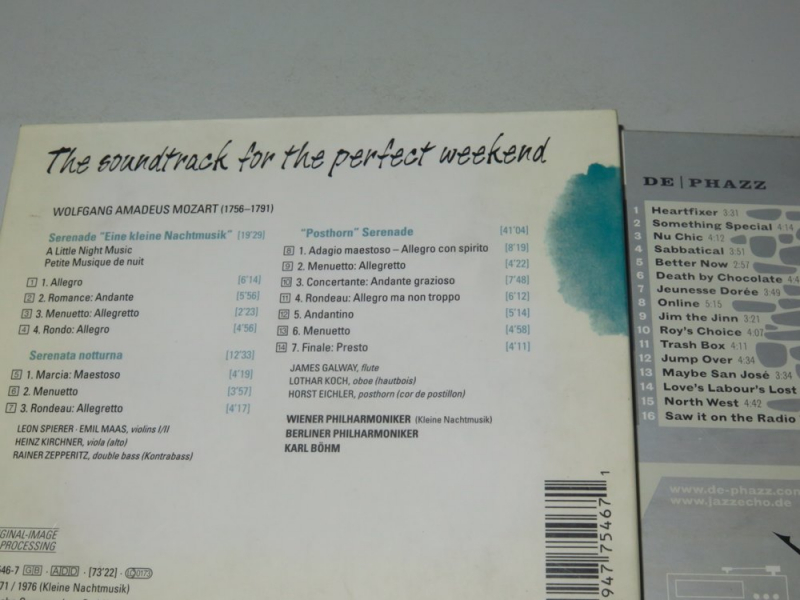 The soundtrack for the perfect weekend
WOLFGANG AMADEUS MOZART (1756–1791)
Serenade "Eine kleine Nachtmusik" [19'29]
A Little Night Music
Petite Musique de nuit
1 1. Allegro [6'14]
2 2. Romance: Andante [5'56]
3 3. Menuetto: Allegretto [2'23]
4 4. Rondo: Allegro [4'56]
Serenata notturna [12'33]
5 1. Marcia: Maestoso [4'19]
6 2. Menuetto [3'57]
7 3. Rondeau: Allegretto [4'17]
LEON SPIERER · EMIL MAAS, violins I/II
HEINZ KIRCHNER, viola (alto)
RAINER ZEPPERITZ, double bass (Kontrabass)
"Posthorn" Serenade [41'04]
8 1. Adagio maestoso – Allegro con spirito [8'19]
9 2. Menuetto: Allegretto [4'22]
10 3. Concertante: Andante grazioso [7'48]
11 4. Rondeau: Allegro ma non troppo [6'12]
12 5. Andantino [5'14]
13 6. Menuetto [4'58]
14 7. Finale: Presto [4'11]
JAMES GALWAY, flute
LOTHAR KOCH, oboe (hautbois)
HORST EICHLER, posthorn (cor de postillon)
WIENER PHILHARMONIKER (Kleine Nachtmusik)
BERLINER PHILHARMONIKER
KARL BÖHM
GINAL-IMAGE
PROCESSING
546-7 GB · ADD · [73'22] · 0173
71 / 1976 (Kleine Nachtmusik)
947 75467 1
DE | PHAZZ
1 Heartfixer 3:31
2 Something Special 4:14
3 Nu Chic 4:12
4 Sabbatical 3:51
5 Better Now 2:57
6 Death by Chocolate 4:4
7 Jeunesse Dorée 3:49
8 Online 5:15
9 Jim the Jinn 3:21
10 Roy's Choice 4:07
11 Trash Box 4:11
12 Jump Over 4:34
13 Maybe San José 3:34
14 Love's Labour's Lost
15 North West 4:42
16 Saw it on the Radio
www.de-phazz.com
www.jazzecho.de